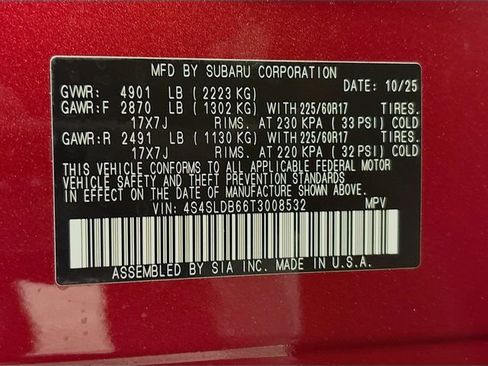 MFD BY SUBARU CORPORATION
GVWR: 4901 LB ( 2223 KG) DATE: 10/25
GAWR:F 2870 LB ( 1302 KG) WITH 225/60R17 TIRES.
17X7J RIMS. AT 230 KPA ( 33 PSI) COLD
GAWR:R 2491 LB ( 1130 KG) WITH 225/60R17 TIRES.
17X7J RIMS. AT 220 KPA ( 32 PSI) COLD
THIS VEHICLE CONFORMS TO ALL APPLICABLE FEDERAL MOTOR
VEHICLE SAFETY, BUMPER, AND THEFT PREVENTION STANDARDS
IN EFFECT ON THE DATE OF MANUFACTURE SHOWN ABOVE.
VIN: 4S4SLDB66T3008532 MPV
ASSEMBLED BY SIA INC. MADE IN U.S.A.